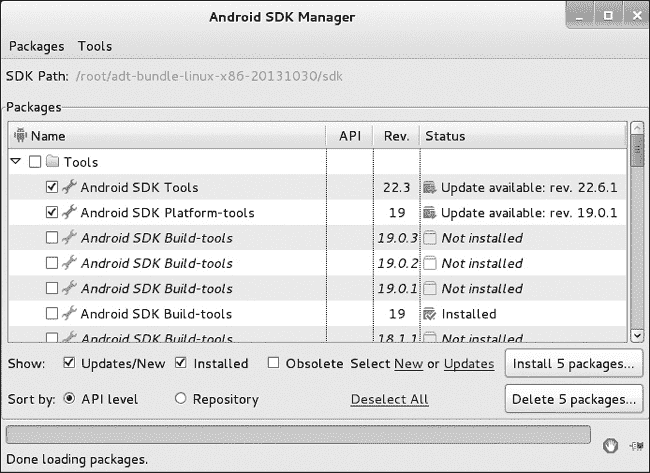 Android SDK Manager
Packages Tools
SDK Path: /root/adt-bundle-linux-x86-20131030/sdk
Packages
Name API Rev. Status
Tools
Android SDK Tools 22.3 Update available: rev. 22.6.1
Android SDK Platform-tools 19 Update available: rev. 19.0.1
Android SDK Build-tools 19.0.3 Not installed
Android SDK Build-tools 19.0.2 Not installed
Android SDK Build-tools 19.0.1 Not installed
Android SDK Build-tools 19 Installed
Android SDK Build-tools 18.1.1 Not installed
Show: Updates/New Installed Obsolete Select New or Updates Install 5 packages...
Sort by: API level Repository Deselect All Delete 5 packages...
Done loading packages.